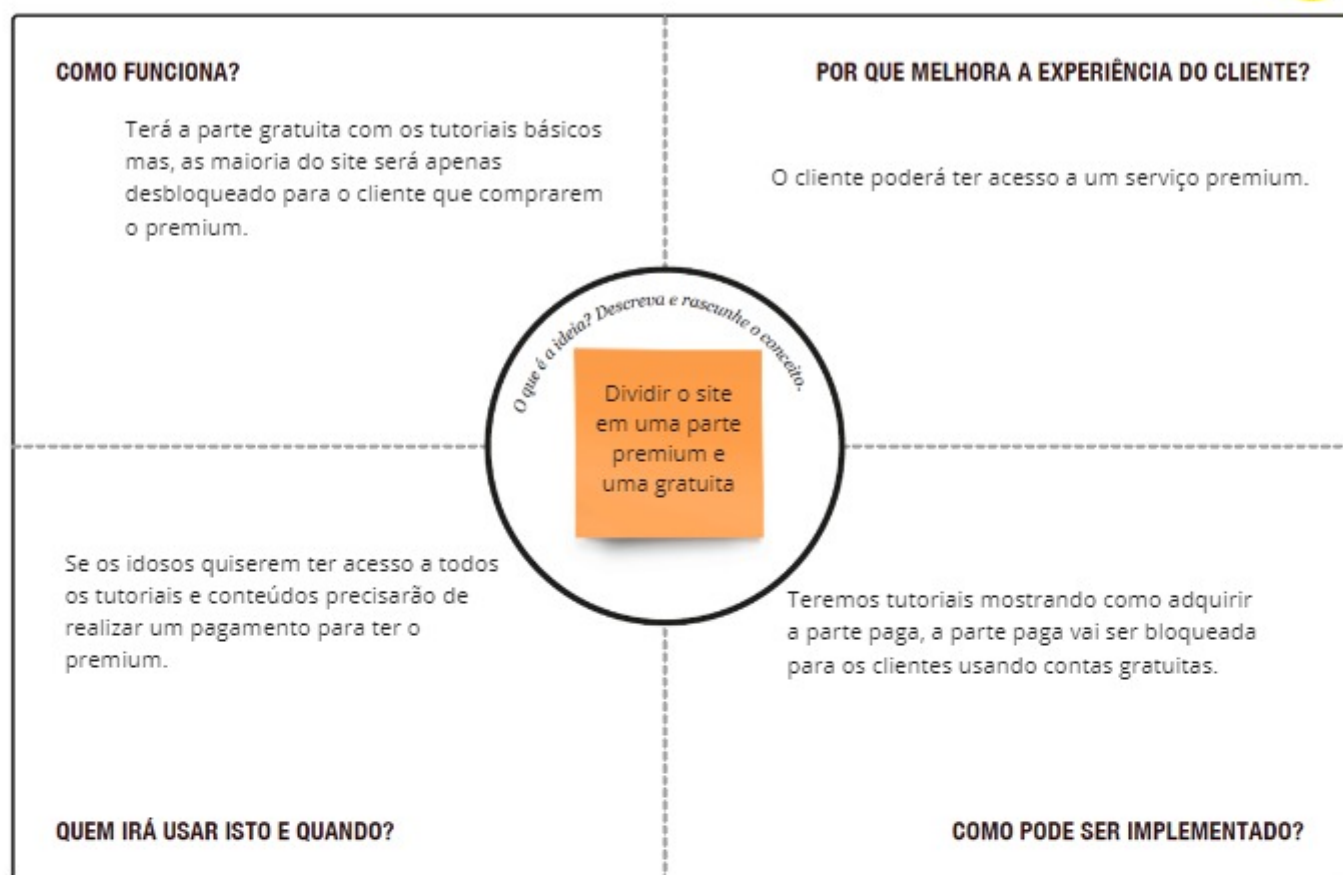 COMO FUNCIONA?
Terá a parte gratuita com os tutoriais básicos
mas, as maioria do site será apenas
desbloqueado para o cliente que comprarem
o premium.
POR QUE MELHORA A EXPERIÊNCIA DO CLIENTE?
O cliente poderá ter acesso a um serviço premium.
O que é a ideia? Descreva e rascunhe o conceito.
Dividir o site
em uma parte
premium e
uma gratuita
Se os idosos quiserem ter acesso a todos
os tutoriais e conteúdos precisarão de
realizar um pagamento para ter o
premium.
QUEM IRÁ USAR ISTO E QUANDO?
Teremos tutoriais mostrando como adquirir
a parte paga, a parte paga vai ser bloqueada
para os clientes usando contas gratuitas.
COMO PODE SER IMPLEMENTADO?